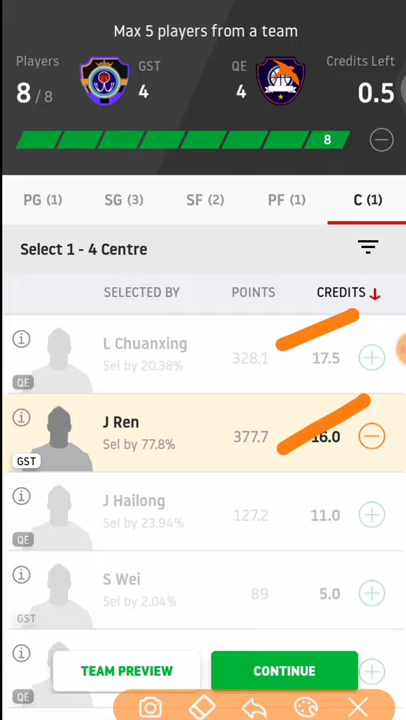 Max 5 players from a team
Players GST QE Credits Left
8 / 8 4 4 0.5
8
PG (1) SG (3) SF (2) PF (1) C (1)
Select 1 - 4 Centre
SELECTED BY POINTS CREDITS
L Chuanxing
Sel by 20.38% 328.1 17.5
QE
J Ren
Sel by 77.8% 377.7 16.0
GST
J Hailong
Sel by 23.94% 127.2 11.0
QE
S Wei
Sel by 2.04% 89 5.0
GST
TEAM PREVIEW CONTINUE
QE